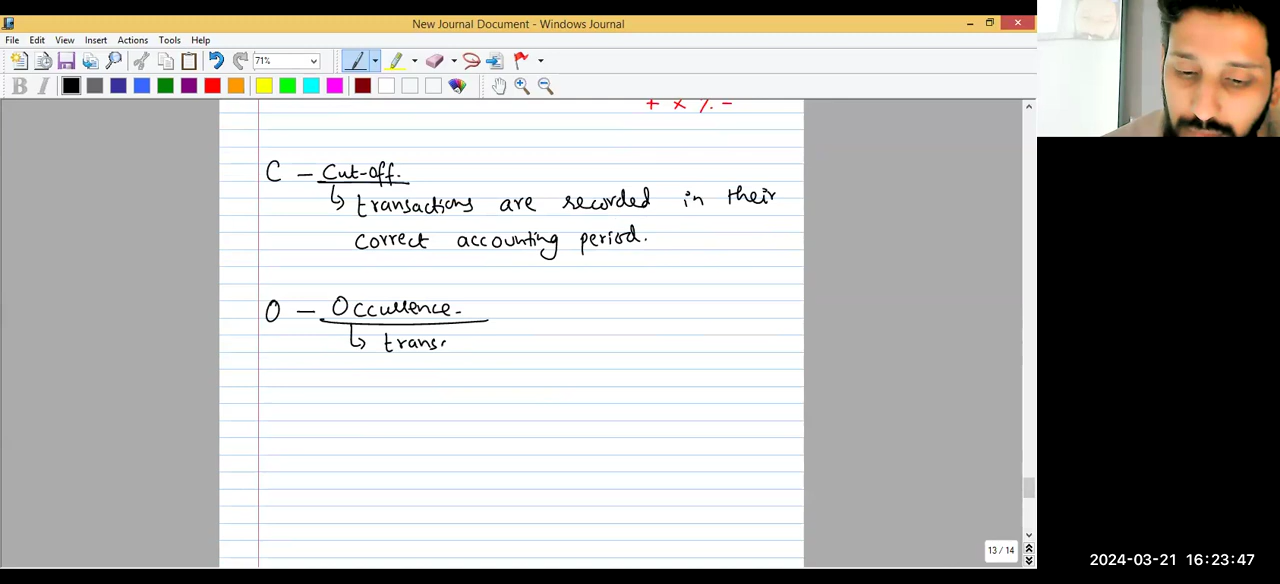 New Journal Document - Windows Journal
File Edit View Insert Actions Tools Help
71%
B I
+ × % -
C - Cut-off.
↳ transactions are recorded in their
correct accounting period.
O - Occurrence.
↳ trans
13 / 14
2024-03-21 16:23:47